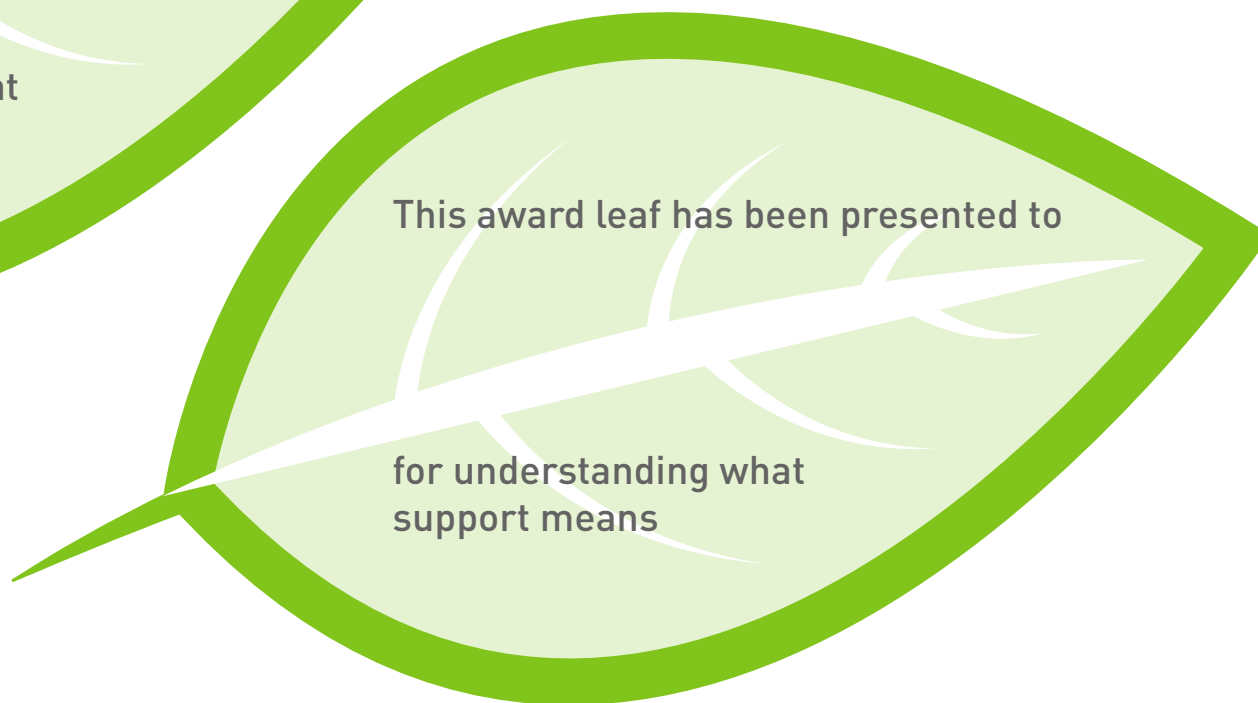 This award leaf has been presented to
for understanding what
support means